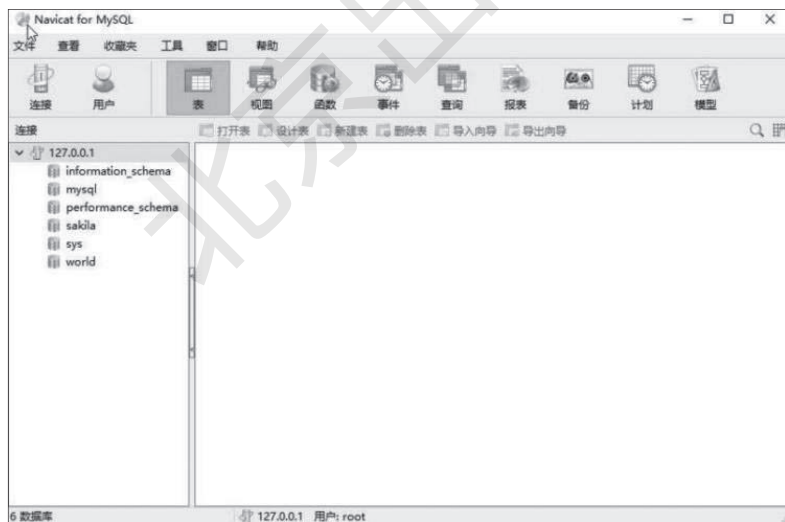 Navicat for MySQL
文件 查看 收藏夹 工具 窗口 帮助
连接 用户 表 视图 函数 事件 查询 报表 备份 计划 模型
连接 打开表 设计表 新建表 删除表 导入向导 导出向导
127.0.0.1
information_schema
mysql
performance_schema
sakila
sys
world
6 数据库 127.0.0.1 用户: root
北京出